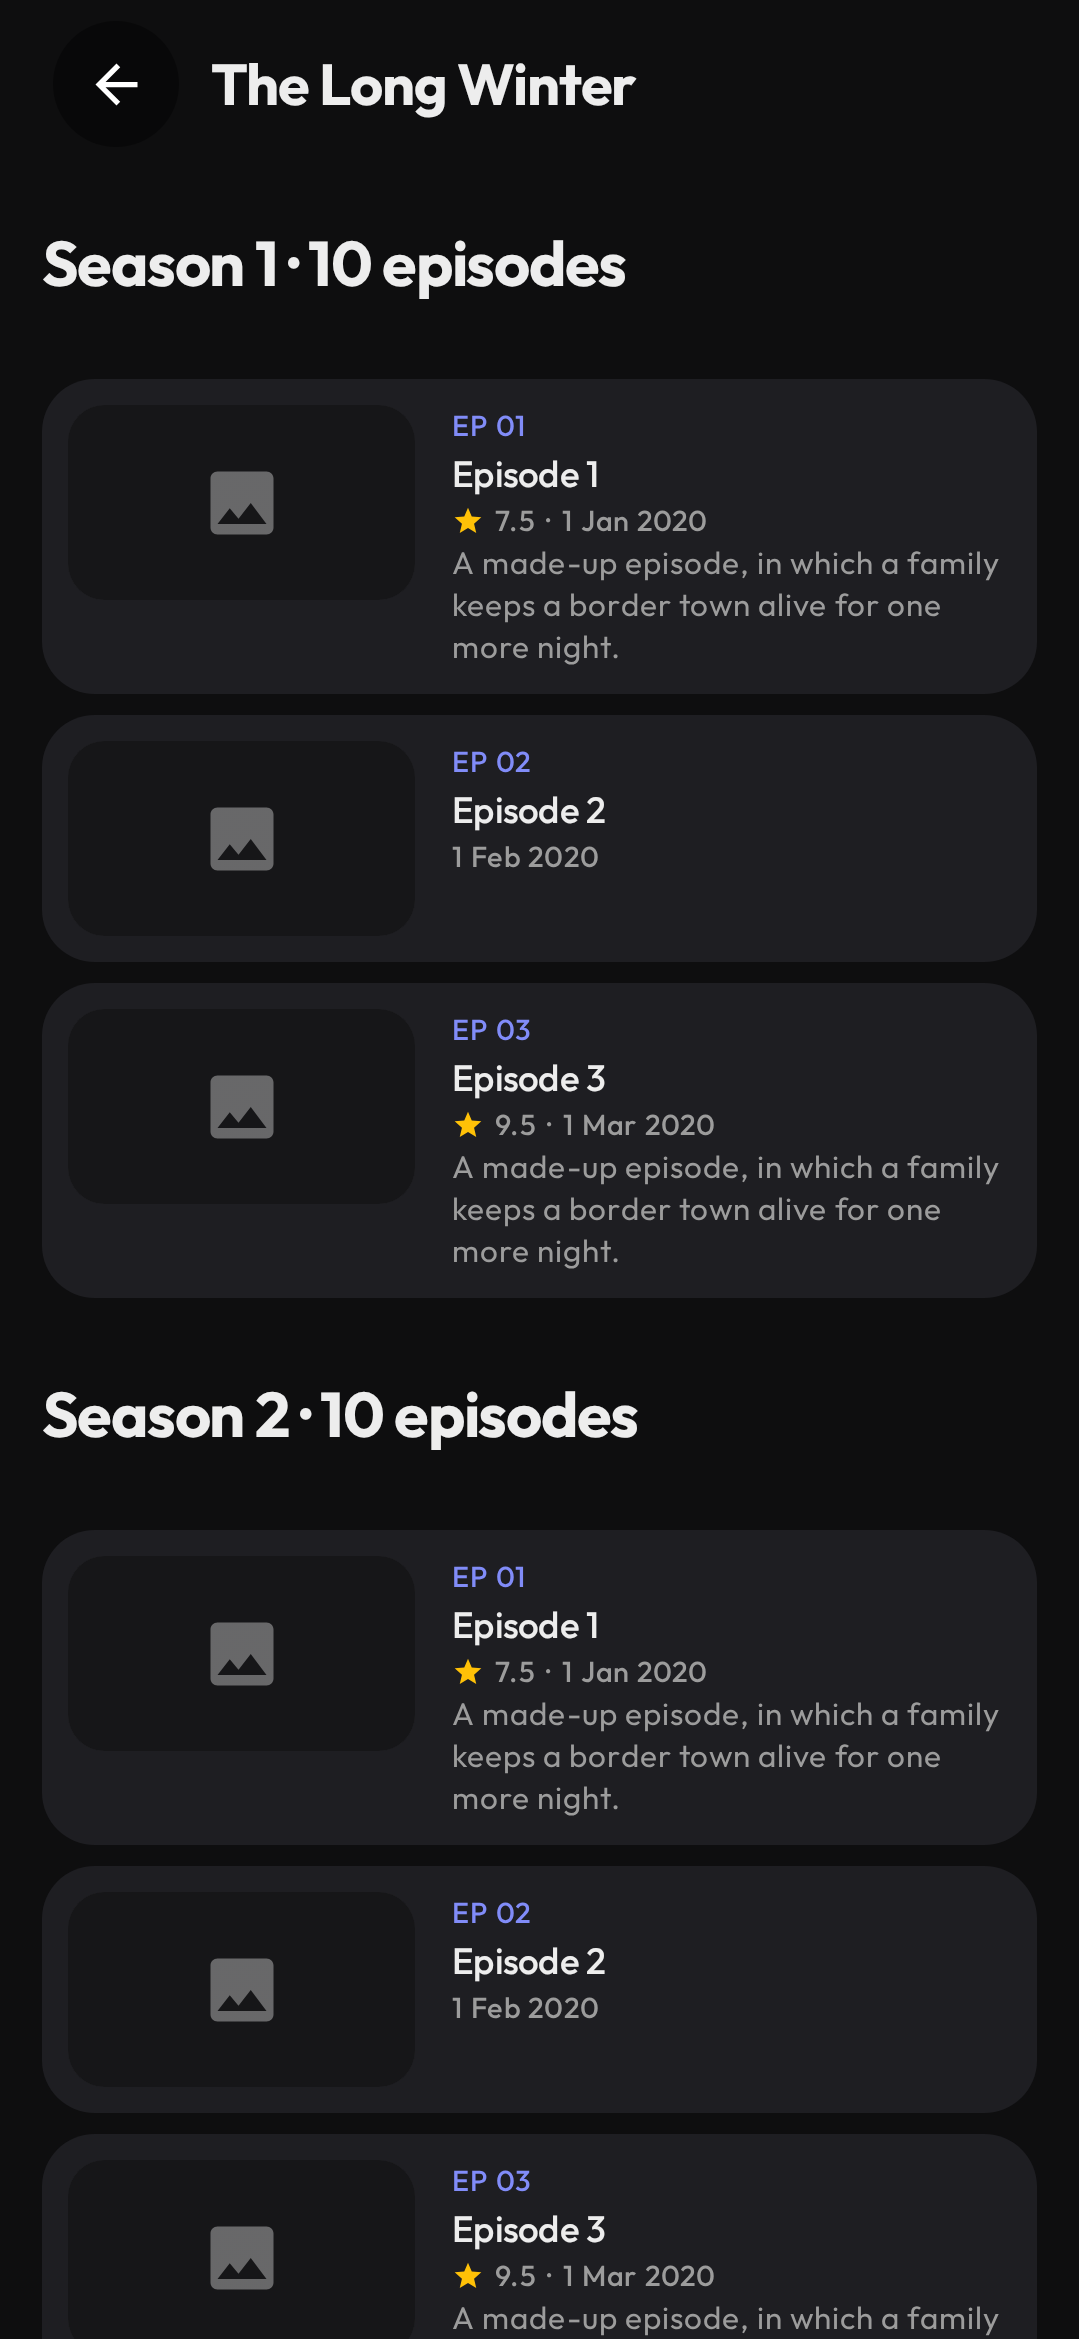 The Long Winter
Season 1 · 10 episodes
EP 01
Episode 1
7.5 · 1 Jan 2020
A made-up episode, in which a family
keeps a border town alive for one
more night.
EP 02
Episode 2
1 Feb 2020
EP 03
Episode 3
9.5 · 1 Mar 2020
A made-up episode, in which a family
keeps a border town alive for one
more night.
Season 2 · 10 episodes
EP 01
Episode 1
7.5 · 1 Jan 2020
A made-up episode, in which a family
keeps a border town alive for one
more night.
EP 02
Episode 2
1 Feb 2020
EP 03
Episode 3
9.5 · 1 Mar 2020
A made-up episode, in which a family